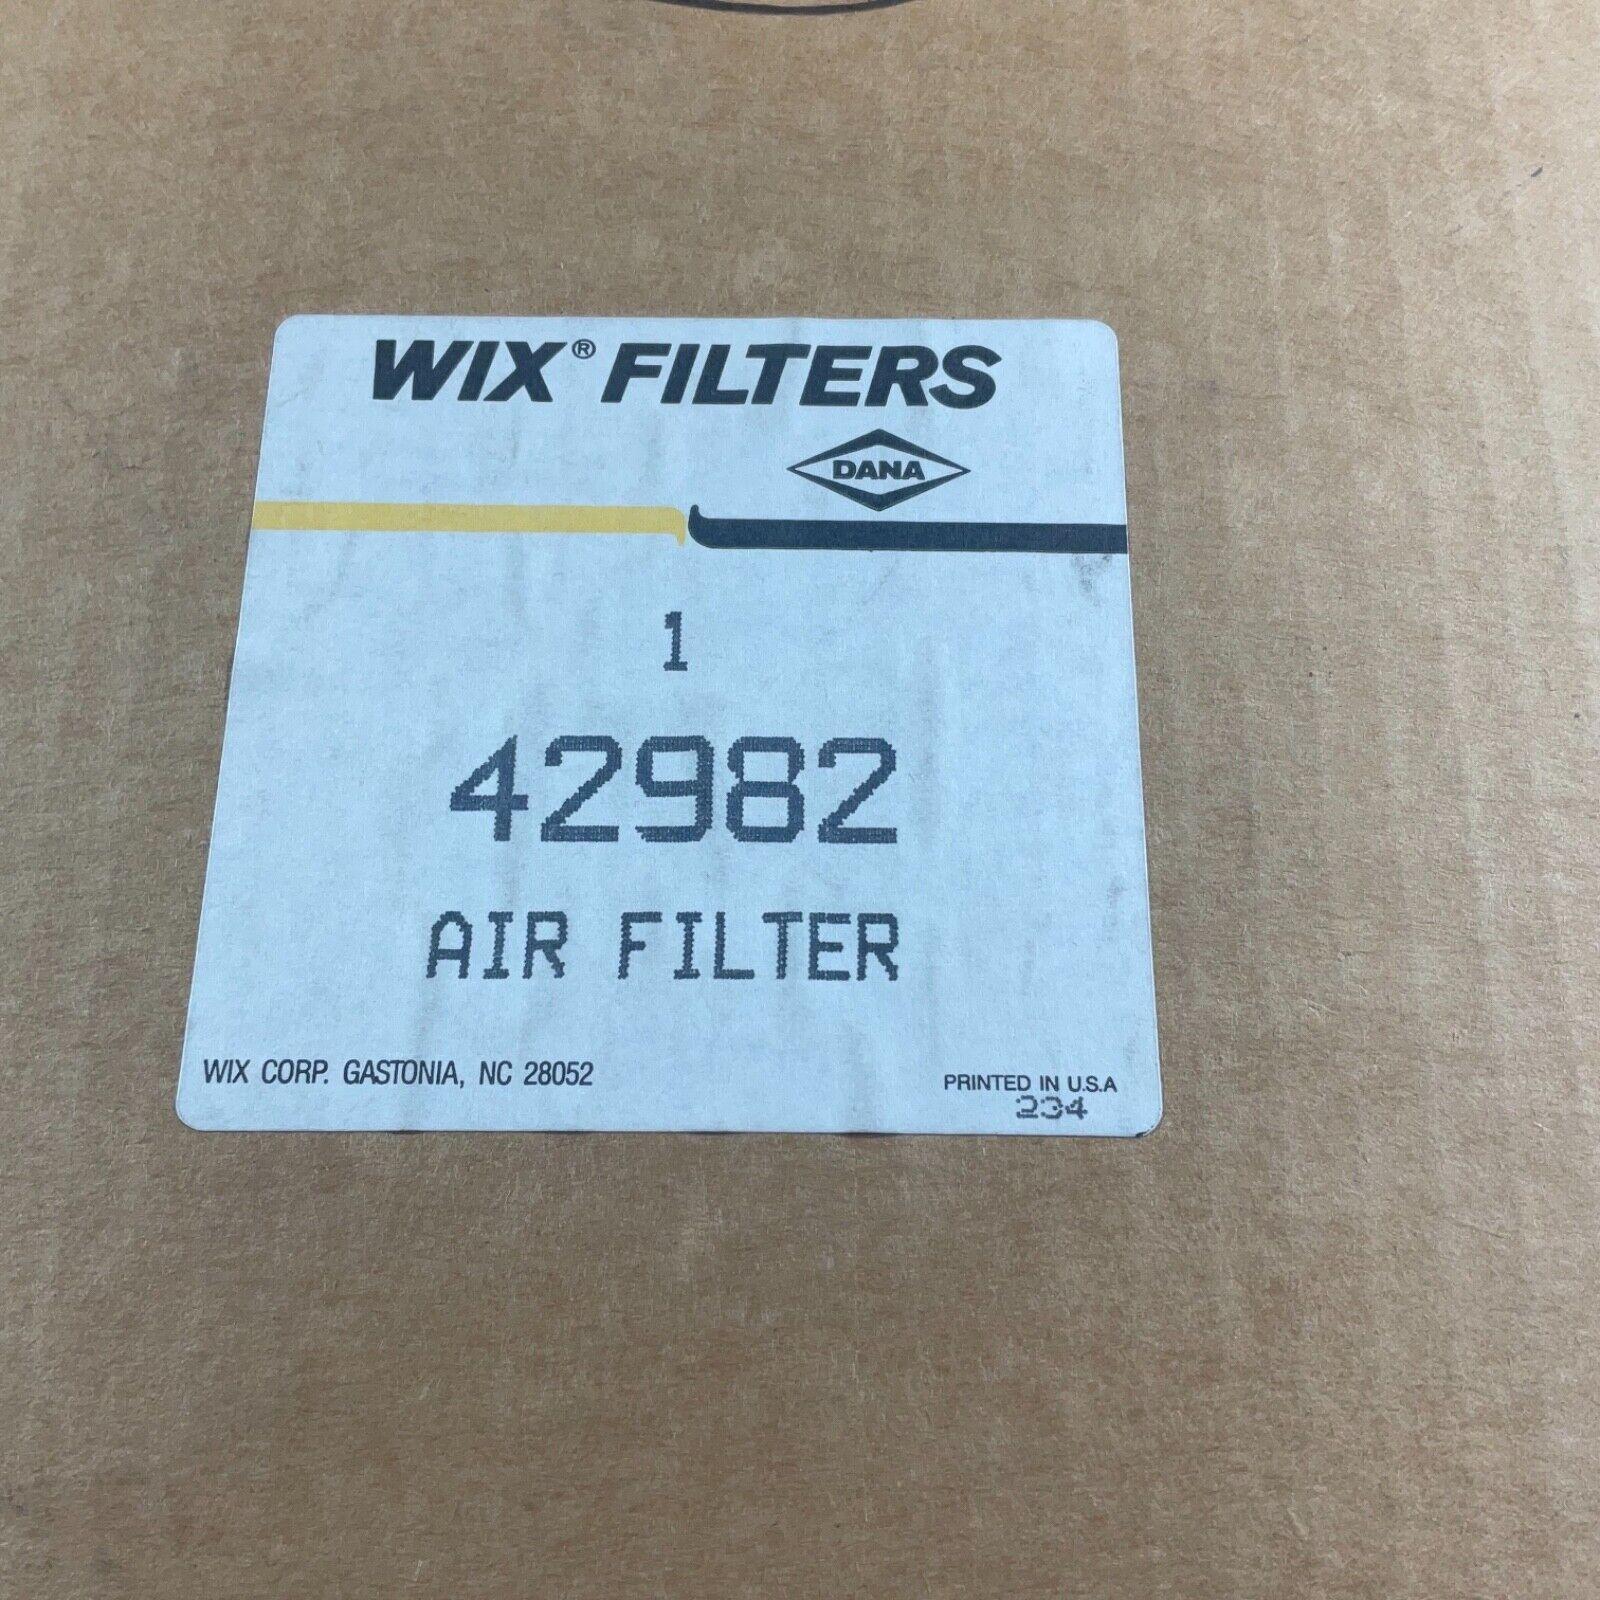 WIX® FILTERS
DANA
1
42982
AIR FILTER
WIX CORP. GASTONIA, NC 28052
PRINTED IN U.S.A
234